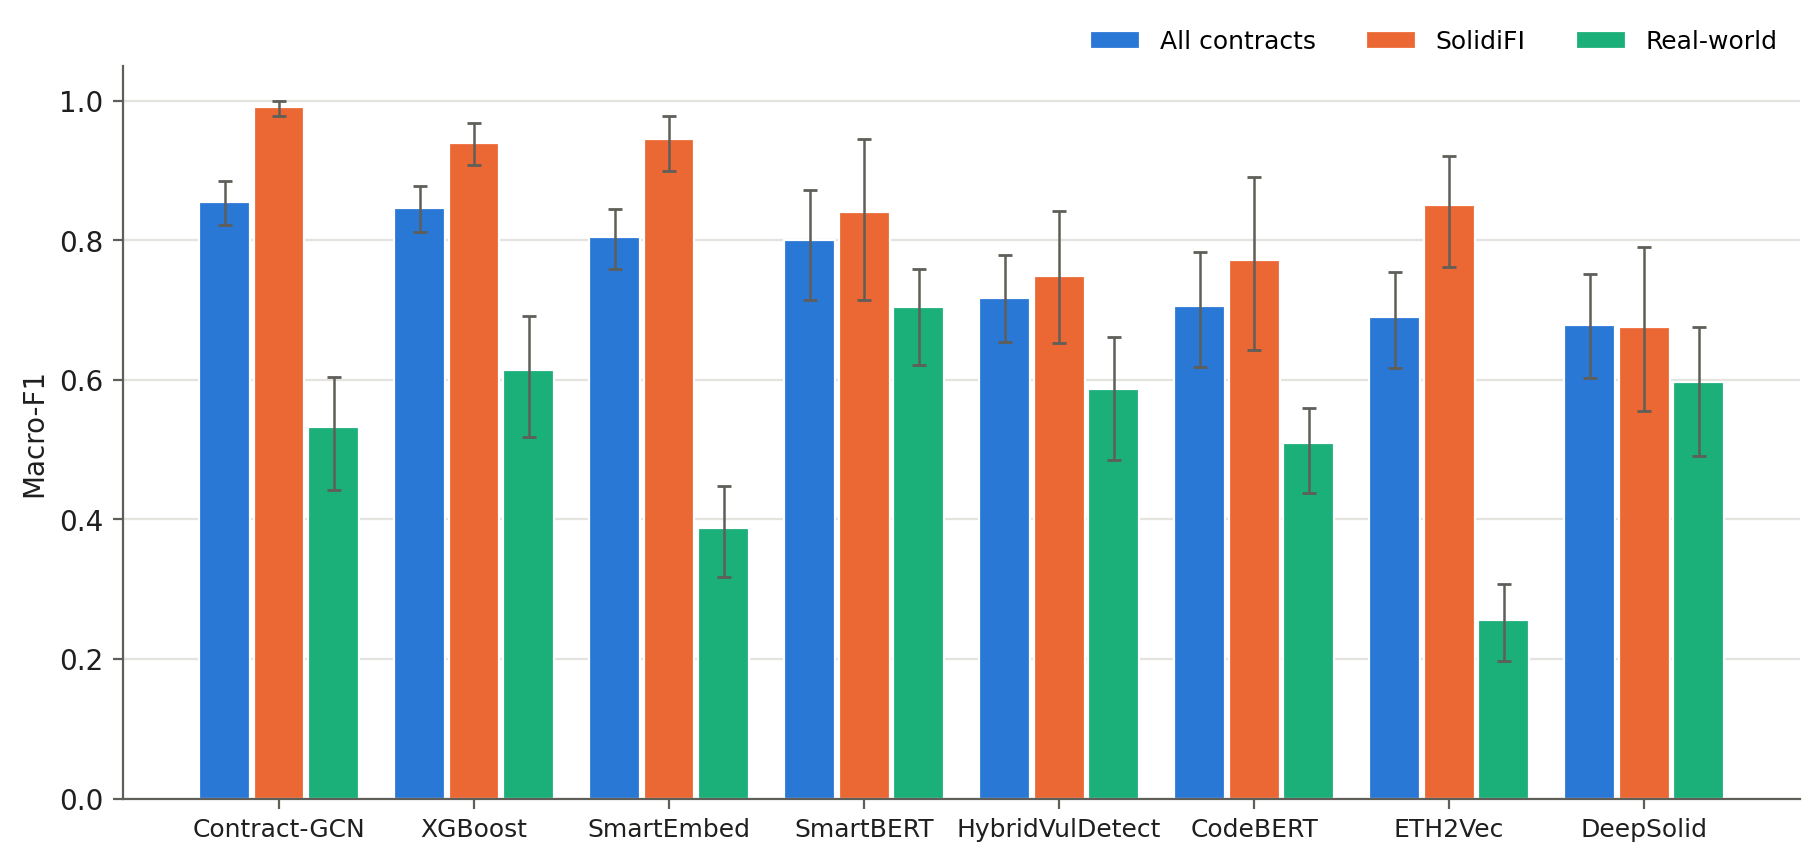 All contracts SolidiFI Real-world
Macro-F1
1.0
0.8
0.6
0.4
0.2
0.0
Contract-GCN XGBoost SmartEmbed SmartBERT HybridVulDetect CodeBERT ETH2Vec DeepSolid